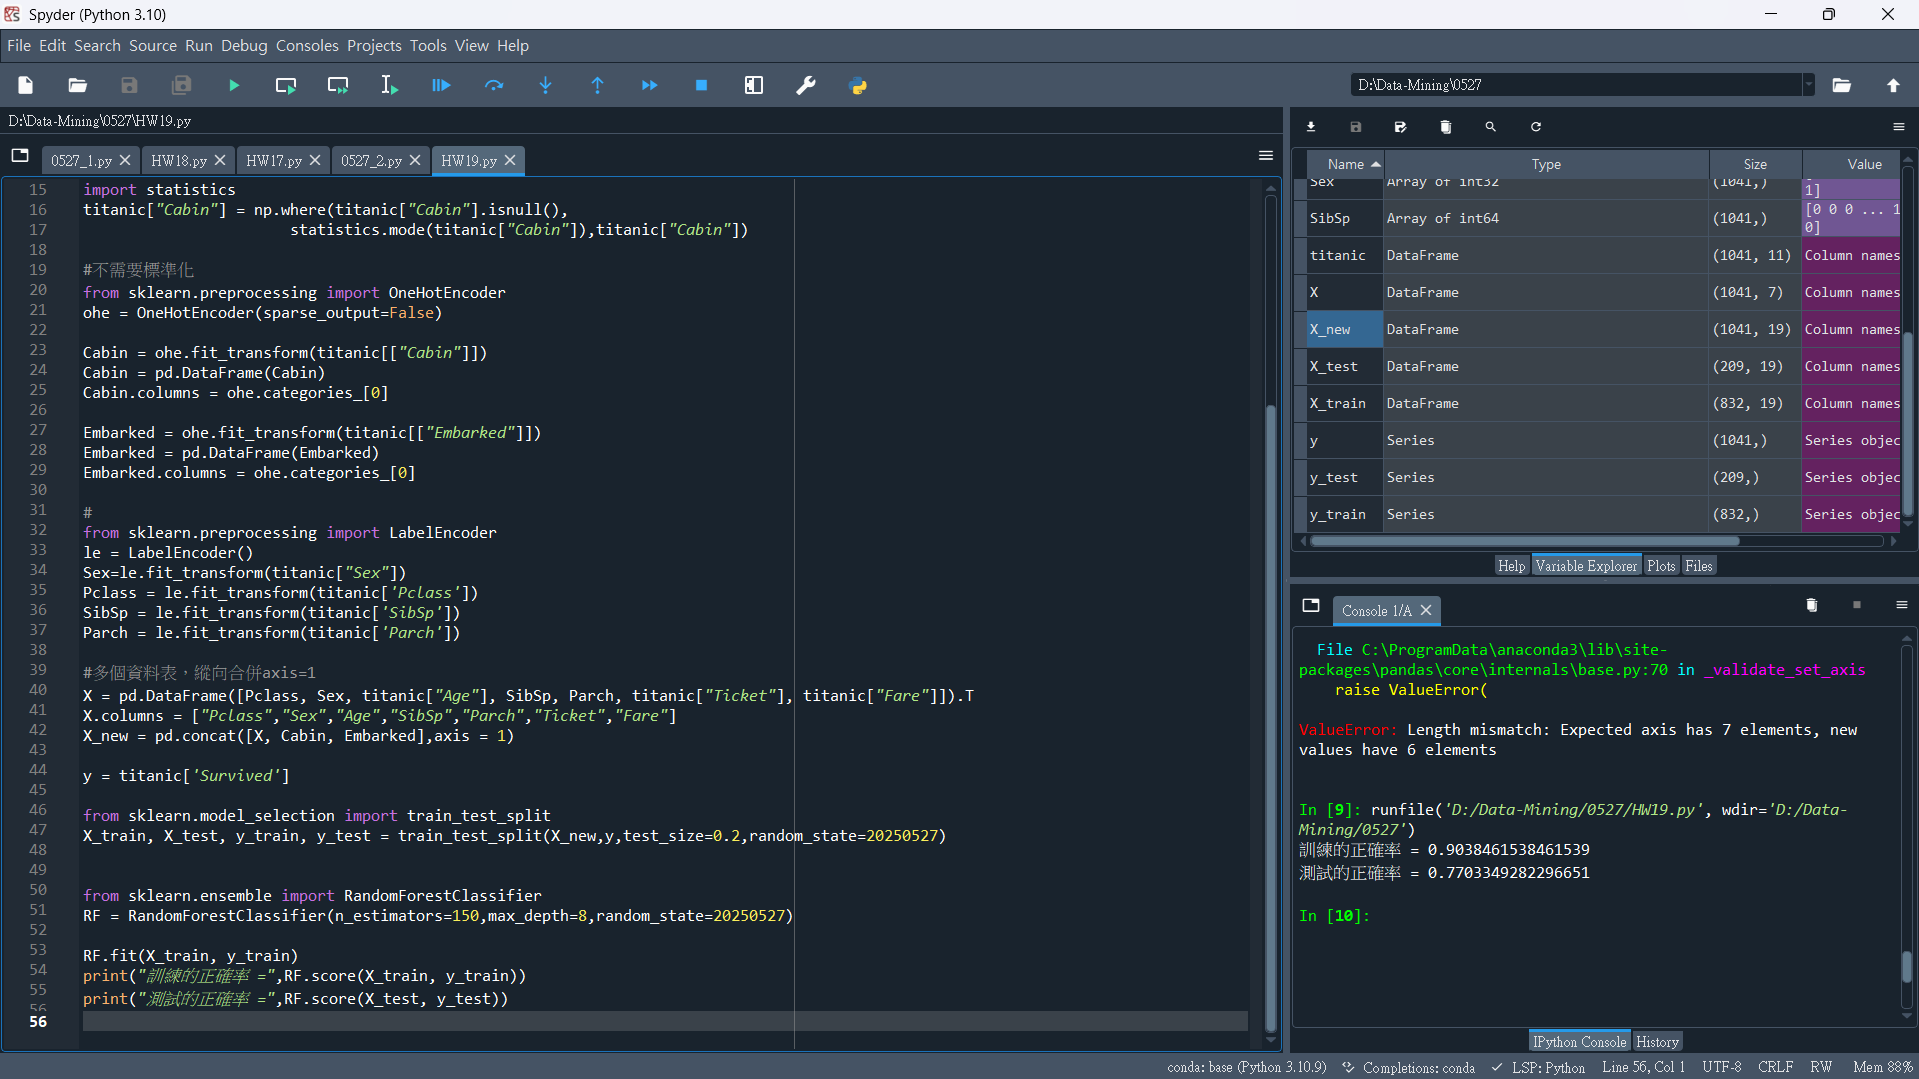 Spyder (Python 3.10)
File Edit Search Source Run Debug Consoles Projects Tools View Help
D:\Data-Mining\0527
D:\Data-Mining\0527\HW19.py
0527_1.py HW18.py HW17.py 0527_2.py HW19.py
15 import statistics
16 titanic["Cabin"] = np.where(titanic["Cabin"].isnull(),
17 statistics.mode(titanic["Cabin"]),titanic["Cabin"])
18
19 #不需要標準化
20 from sklearn.preprocessing import OneHotEncoder
21 ohe = OneHotEncoder(sparse_output=False)
22
23 Cabin = ohe.fit_transform(titanic[["Cabin"]])
24 Cabin = pd.DataFrame(Cabin)
25 Cabin.columns = ohe.categories_[0]
26
27 Embarked = ohe.fit_transform(titanic[["Embarked"]])
28 Embarked = pd.DataFrame(Embarked)
29 Embarked.columns = ohe.categories_[0]
30
31 #
32 from sklearn.preprocessing import LabelEncoder
33 le = LabelEncoder()
34 Sex=le.fit_transform(titanic["Sex"])
35 Pclass = le.fit_transform(titanic['Pclass'])
36 SibSp = le.fit_transform(titanic['SibSp'])
37 Parch = le.fit_transform(titanic['Parch'])
38
39 #多個資料表，縱向合併axis=1
40 X = pd.DataFrame([Pclass, Sex, titanic["Age"], SibSp, Parch, titanic["Ticket"], titanic["Fare"]]).T
41 X.columns = ["Pclass","Sex","Age","SibSp","Parch","Ticket","Fare"]
42 X_new = pd.concat([X, Cabin, Embarked],axis = 1)
43
44 y = titanic['Survived']
45
46 from sklearn.model_selection import train_test_split
47 X_train, X_test, y_train, y_test = train_test_split(X_new,y,test_size=0.2,random_state=20250527)
48
49
50 from sklearn.ensemble import RandomForestClassifier
51 RF = RandomForestClassifier(n_estimators=150,max_depth=8,random_state=20250527)
52
53 RF.fit(X_train, y_train)
54 print("訓練的正確率 =",RF.score(X_train, y_train))
55 print("測試的正確率 =",RF.score(X_test, y_test))
56
56
Name Type Size Value
Sex Array of int32 (1041,) 1]
SibSp Array of int64 (1041,) [0 0 0 ... 1
0]
titanic DataFrame (1041, 11) Column names
X DataFrame (1041, 7) Column names
X_new DataFrame (1041, 19) Column names
X_test DataFrame (209, 19) Column names
X_train DataFrame (832, 19) Column names
y Series (1041,) Series objec
y_test Series (209,) Series objec
y_train Series (832,) Series objec
Help Variable Explorer Plots Files
Console 1/A
File C:\ProgramData\anaconda3\lib\site-
packages\pandas\core\internals\base.py:70 in _validate_set_axis
raise ValueError(
ValueError: Length mismatch: Expected axis has 7 elements, new
values have 6 elements
In [9]: runfile('D:/Data-Mining/0527/HW19.py', wdir='D:/Data-
Mining/0527')
訓練的正確率 = 0.9038461538461539
測試的正確率 = 0.7703349282296651
In [10]:
IPython Console History
conda: base (Python 3.10.9) Completions: conda LSP: Python Line 56, Col 1 UTF-8 CRLF RW Mem 88%